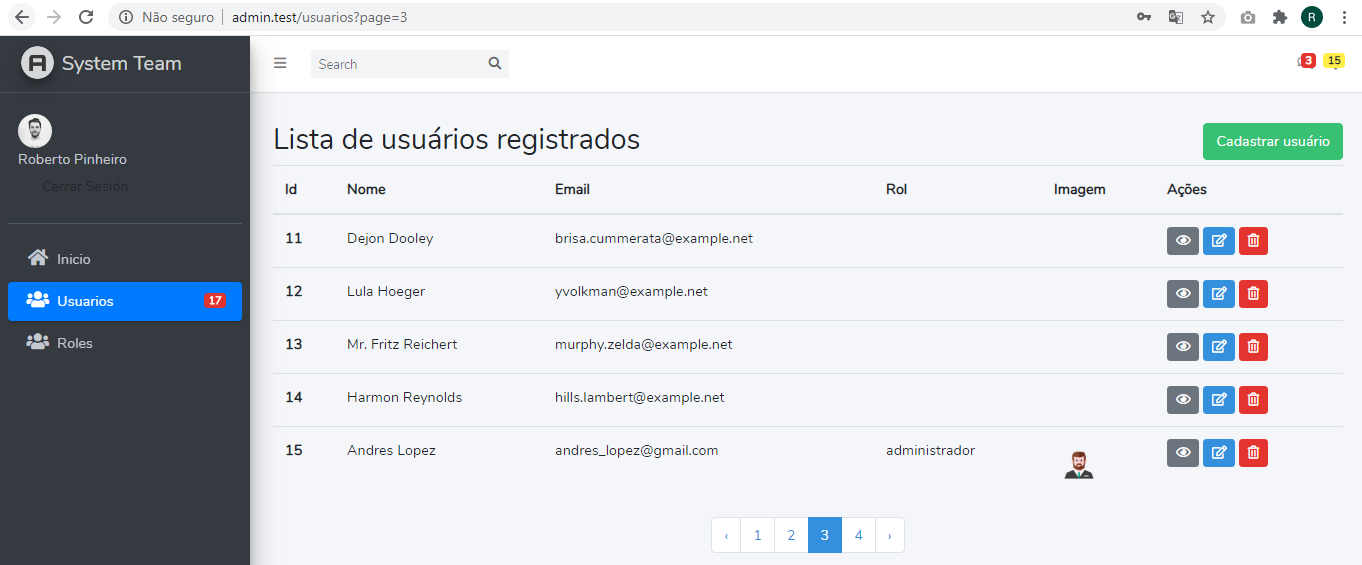 Não seguro admin.test/usuarios?page=3 R
A System Team Search 3 15
Roberto Pinheiro
Cerrar Sesión
Inicio
Usuarios 17
Roles
Lista de usuários registrados Cadastrar usuário
Id Nome Email Rol Imagem Ações
11 Dejon Dooley brisa.cummerata@example.net
12 Lula Hoeger yvolkman@example.net
13 Mr. Fritz Reichert murphy.zelda@example.net
14 Harmon Reynolds hills.lambert@example.net
15 Andres Lopez andres_lopez@gmail.com administrador
‹ 1 2 3 4 ›